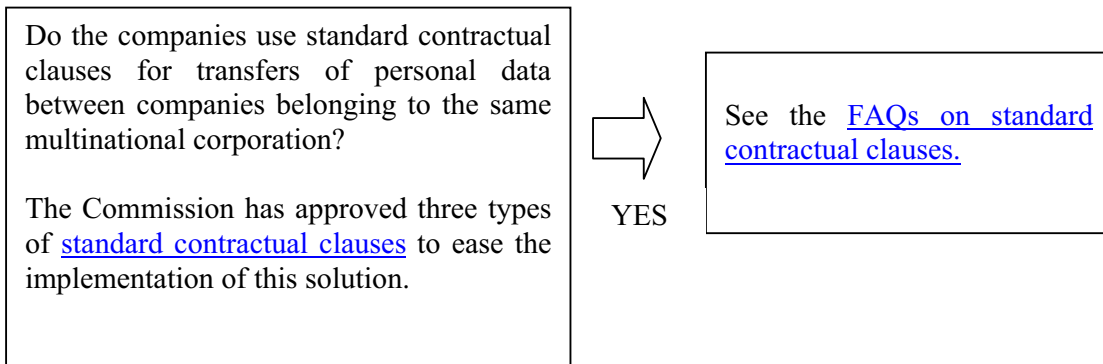 Do the companies use standard contractual
clauses for transfers of personal data
between companies belonging to the same
multinational corporation?
The Commission has approved three types
of standard contractual clauses to ease the
implementation of this solution.
YES
See the FAQs on standard
contractual clauses.